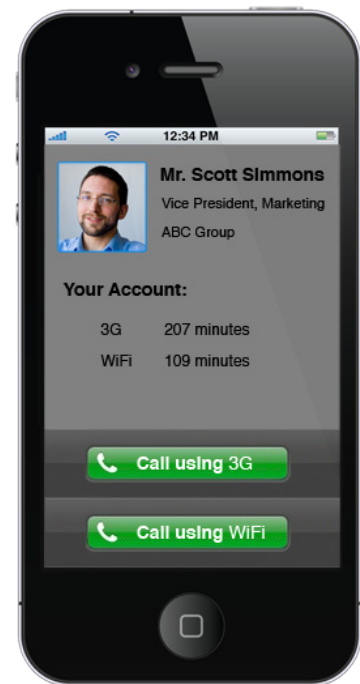 12:34 PM
Mr. Scott Simmons
Vice President, Marketing
ABC Group
Your Account:
3G 207 minutes
WiFi 109 minutes
Call using 3G
Call using WiFi